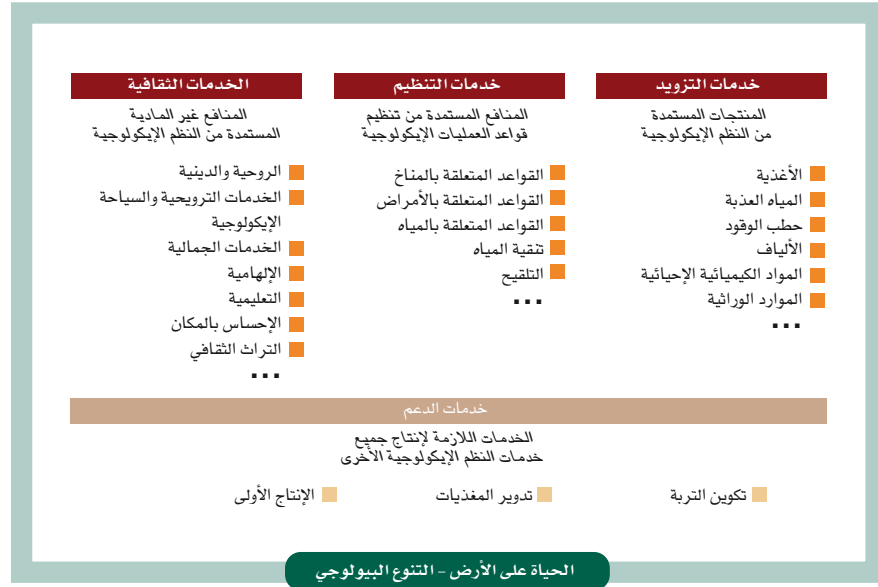 خدمات التزويد
المنتجات المستمدة
من النظم الإيكولوجية
الأغذية
المياه العذبة
حطب الوقود
الألياف
المواد الكيميائية الإحيائية
الموارد الوراثية
...
خدمات التنظيم
المنافع المستمدة من تنظيم
قواعد العمليات الإيكولوجية
القواعد المتعلقة بالمناخ
القواعد المتعلقة بالأمراض
القواعد المتعلقة بالمياه
تنقية المياه
التلقيح
...
الخدمات الثقافية
المنافع غير المادية
المستمدة من النظم الإيكولوجية
الروحية والدينية
الخدمات الترويحية والسياحة
الإيكولوجية
الخدمات الجمالية
الإلهامية
التعليمية
الإحساس بالمكان
التراث الثقافي
...
خدمات الدعم
الخدمات اللازمة لإنتاج جميع
خدمات النظم الإيكولوجية الأخرى
تكوين التربة
تدوير المغذيات
الإنتاج الأولى
الحياة على الأرض - التنوع البيولوجي